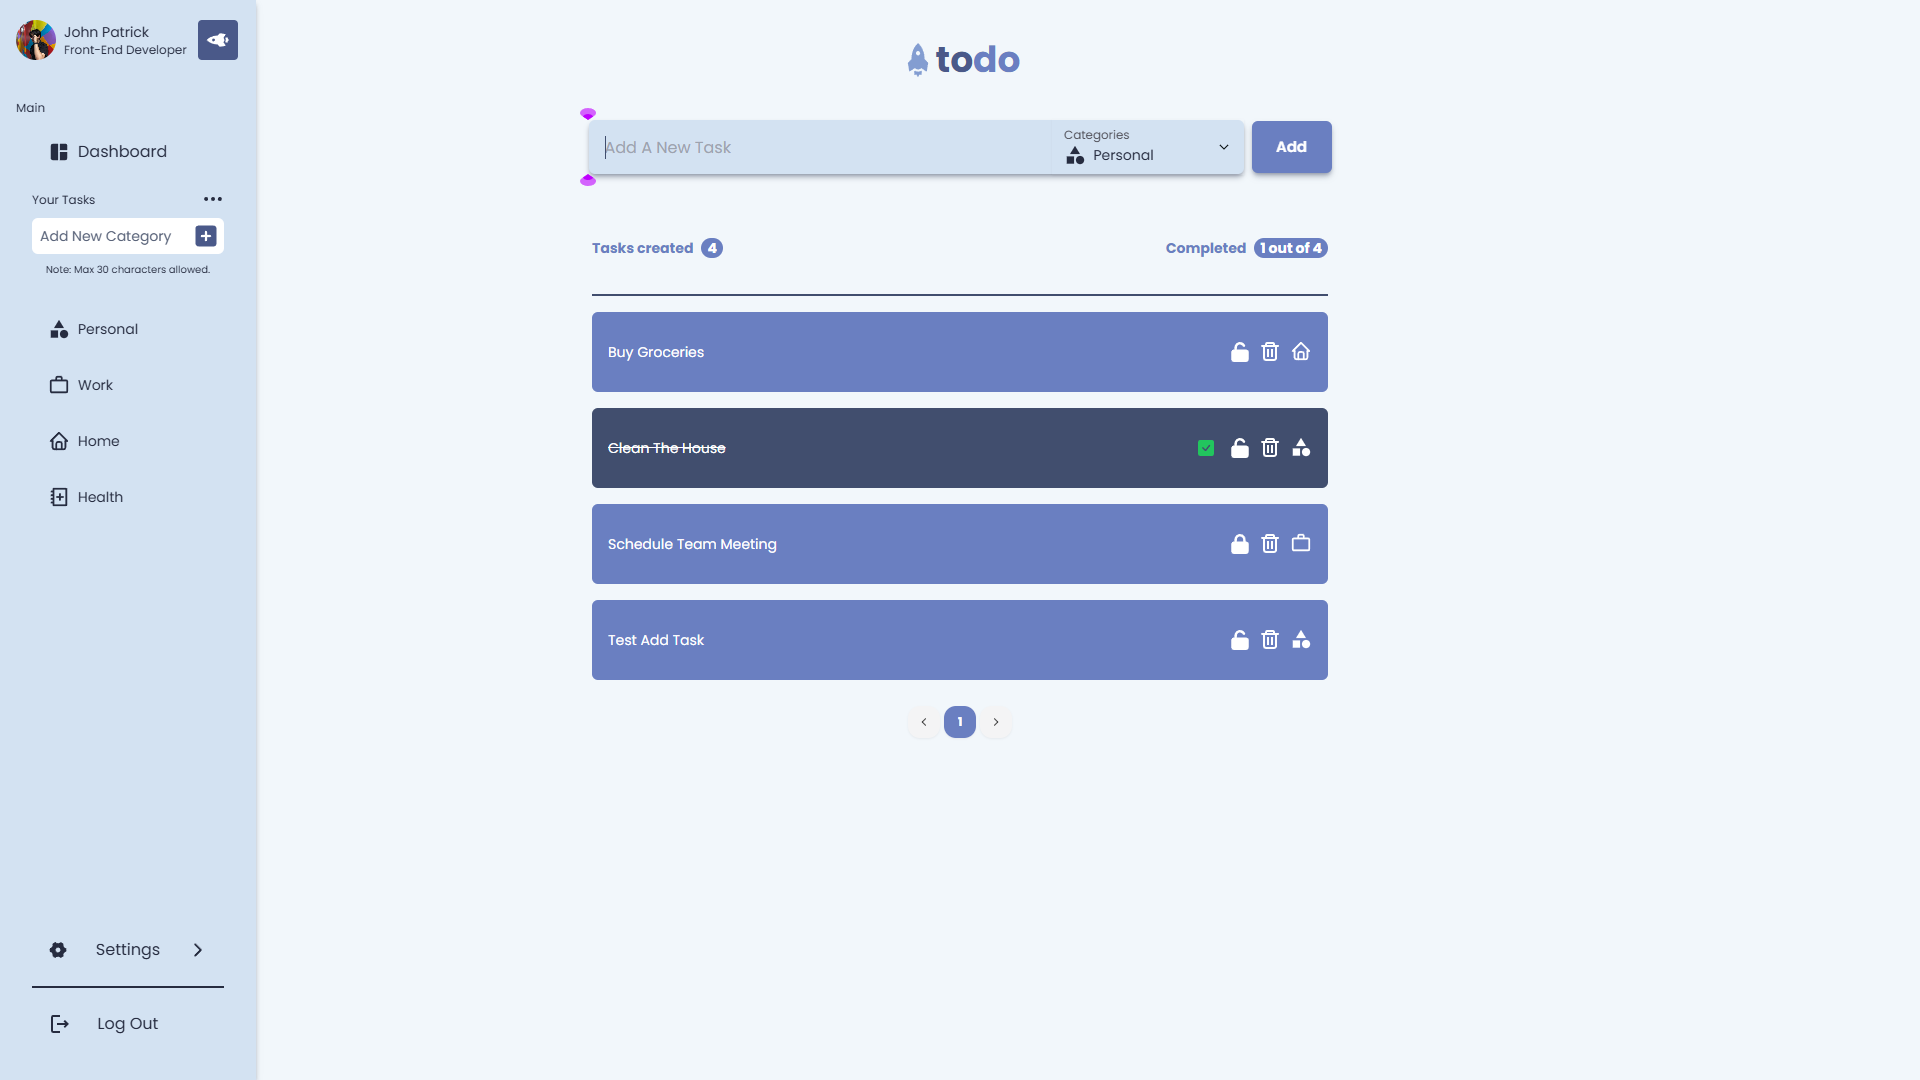 John Patrick
Front-End Developer
Main
Dashboard
Your Tasks
Add New Category
Note: Max 30 characters allowed.
Personal
Work
Home
Health
Settings
Log Out
todo
Add A New Task
Categories
Personal
Add
Tasks created 4
Completed 1 out of 4
Buy Groceries
Clean The House
Schedule Team Meeting
Test Add Task
1